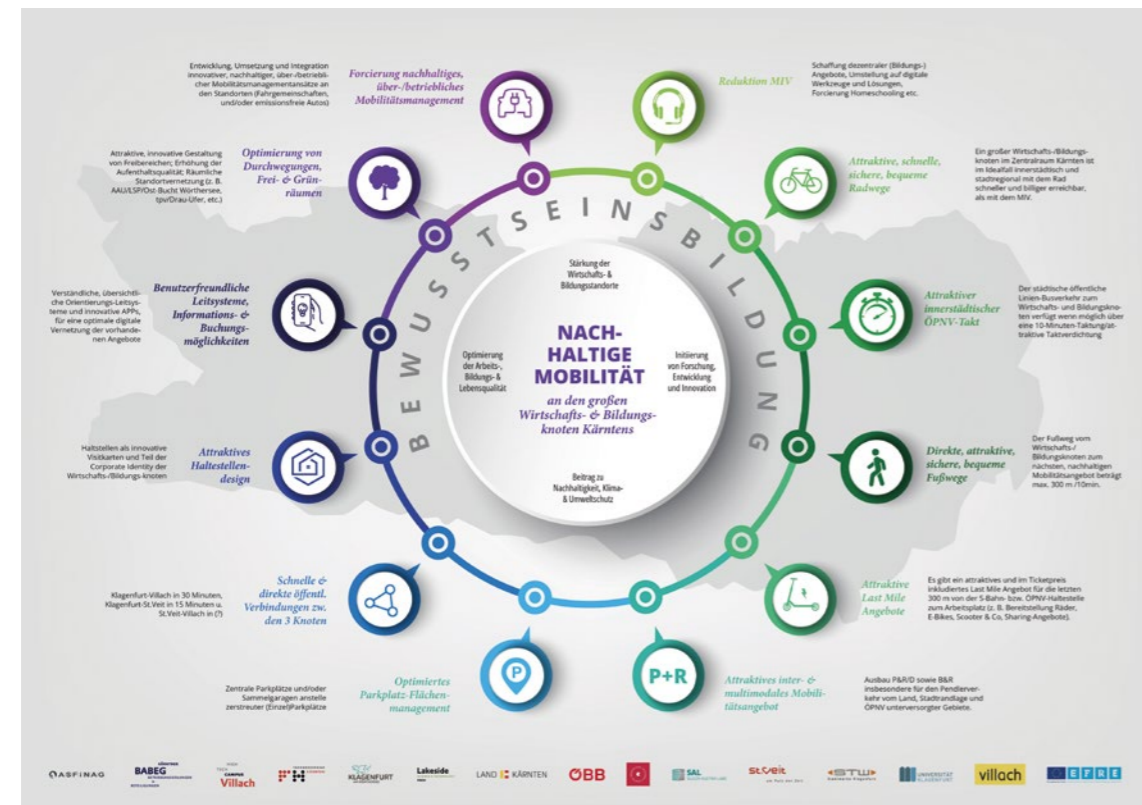 Entwicklung, Umsetzung und Integration
innovativer, nachhaltiger, über-/betriebli-
cher Mobilitätsmanagementansätze an
den Standorten (Fahrgemeinschaften,
und/oder emissionsfreie Autos)
Forcierung nachhaltiges,
über-/betriebliches
Mobilitätsmanagement
Reduktion MIV
Schaffung dezentraler (Bildungs-)
Angebote, Umstellung auf digitale
Werkzeuge und Lösungen,
Forcierung Homeschooling etc.
Attraktive, innovative Gestaltung
von Freibereichen; Erhöhung der
Aufenthaltsqualität; Räumliche
Standortvernetzung (z. B.
AAU/LSP/Ost-Bucht Wörthersee,
tpv/Drau-Ufer, etc.)
Optimierung von
Durchwegungen,
Frei- & Grün-
räumen
Attraktive, schnelle,
sichere, bequeme
Radwege
Ein großer Wirtschafts-/Bildungs-
knoten im Zentralraum Kärnten ist
im Idealfall innerstädtisch und
stadtregional mit dem Rad
schneller und billiger erreichbar,
als mit dem MIV.
BEWUSSTSEINSBILDUNG
Verständliche, übersichtli-
che Orientierungs-Leitsys-
teme und innovative APPs,
für eine optimale digitale
Vernetzung der vorhande-
nen Angebote
Benutzerfreundliche
Leitsysteme,
Informations- &
Buchungs-
möglichkeiten
Stärkung der
Wirtschafts- &
Bildungsstandorte
Optimierung
der Arbeits-,
Bildungs- &
Lebensqualität
NACH-
HALTIGE
MOBILITÄT
an den großen
Wirtschafts- & Bildungs-
knoten Kärntens
Initiierung
von Forschung,
Entwicklung
und Innovation
Beitrag zu
Nachhaltigkeit, Klima-
& Umweltschutz
Attraktiver
innerstädtischer
ÖPNV-Takt
Der städtische öffentliche
Linien-Busverkehr zum
Wirtschafts- und Bildungskno-
ten verfügt wenn möglich über
eine 10-Minuten-Taktung/at-
traktive Taktverdichtung
Haltstellen als innovative
Visitkarten und Teil der
Corporate Identity der
Wirtschafts-/Bildungs-knoten
Attraktives
Haltestellen-
design
Direkte, attraktive,
sichere, bequeme
Fußwege
Der Fußweg vom
Wirtschafts-/
Bildungsknoten zum
nächsten, nachhaltigen
Mobilitätsangebot beträgt
max. 300 m /10min.
Klagenfurt-Villach in 30 Minuten,
Klagenfurt-St.Veit in 15 Minuten u.
St.Veit-Villach in (?)
Schnelle &
direkte öffentl.
Verbindungen zw.
den 3 Knoten
Attraktive
Last Mile
Angebote
Es gibt ein attraktives und im Ticketpreis
inkludiertes Last Mile Angebot für die letzten
300 m von der S-Bahn- bzw. ÖPNV-Haltestelle
zum Arbeitsplatz (z. B. Bereitstellung Räder,
E-Bikes, Scooter & Co, Sharing-Angebote).
Zentrale Parkplätze und/oder
Sammelgaragen anstelle
zerstreuter (Einzel)Parkplätze
Optimiertes
Parkplatz-Flächen-
management
P
P+R
Attraktives inter- &
multimodales Mobili-
tätsangebot
Ausbau P&R/D sowie B&R
insbesondere für den Pendlerver-
kehr vom Land, Stadtrandlage und
ÖPNV unterversorgter Gebiete.
ASFINAG
BABEG
CAMPUS
Villach
FH
KLAGENFURT
Lakeside
LAND KÄRNTEN
ÖBB
SAL
St.Veit
STW
UNIVERSITÄT
KLAGENFURT
villach
EFRE